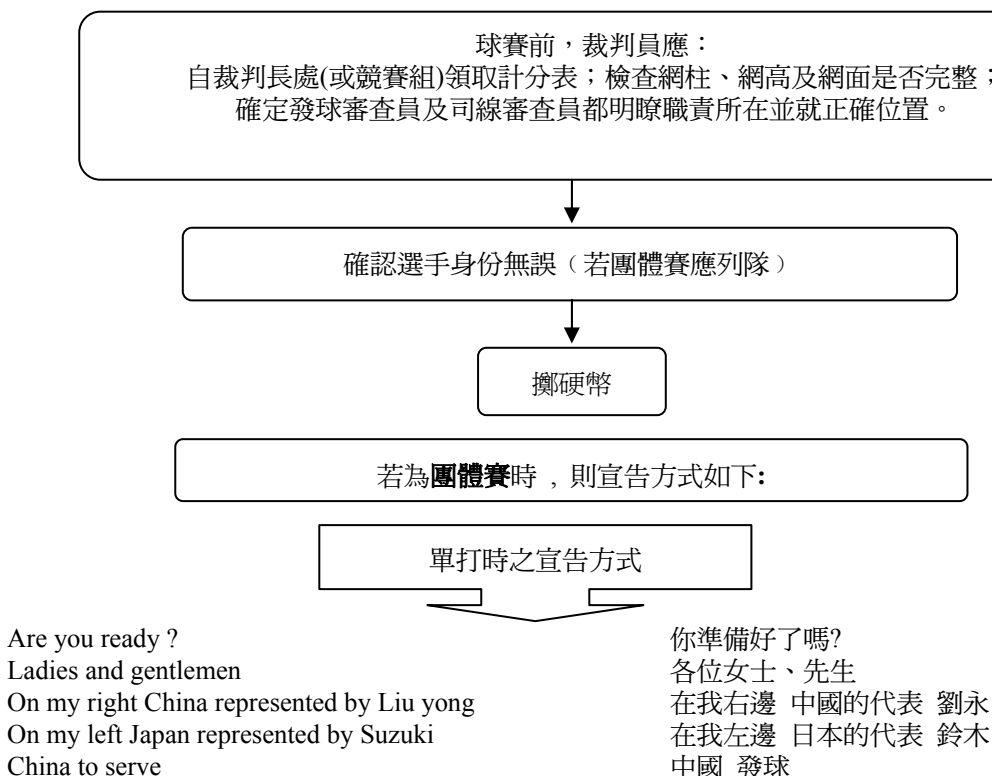 球賽前，裁判員應：
自裁判長處(或競賽組)領取計分表；檢查網柱、網高及網面是否完整；
確定發球審查員及司線審查員都明瞭職責所在並就正確位置。
確認選手身份無誤（若團體賽應列隊）
擲硬幣
若為團體賽時 , 則宣告方式如下:
單打時之宣告方式
Are you ready ? 你準備好了嗎?
Ladies and gentlemen 各位女士、先生
On my right China represented by Liu yong 在我右邊 中國的代表 劉永
On my left Japan represented by Suzuki 在我左邊 日本的代表 鈴木
China to serve 中國 發球